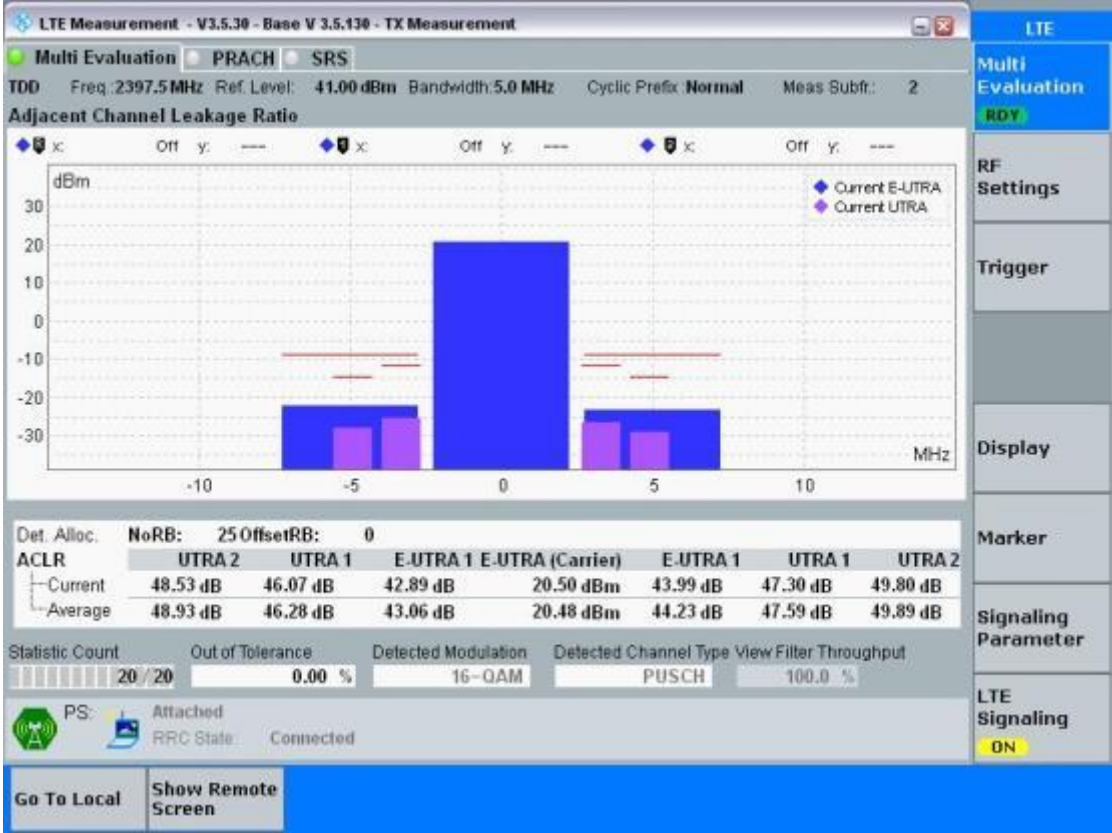 LTE Measurement - V3.5.30 - Base V 3.5.130 - TX Measurement
LTE
Multi Evaluation PRACH SRS
Multi
Evaluation
RDY
TDD Freq.:2397.5 MHz Ref. Level: 41.00 dBm Bandwidth:5.0 MHz Cyclic Prefix :Normal Meas Subfr.: 2
Adjacent Channel Leakage Ratio
x: Off y: --- x: Off y: --- x: Off y: ---
RF
Settings
dBm
Current E-UTRA
Current UTRA
30
20
10
0
-10
-20
-30
MHz
-10 -5 0 5 10
Trigger
Display
Marker
Det. Alloc. NoRB: 25 OffsetRB: 0
ACLR UTRA 2 UTRA 1 E-UTRA 1 E-UTRA (Carrier) E-UTRA 1 UTRA 1 UTRA 2
Current 48.53 dB 46.07 dB 42.89 dB 20.50 dBm 43.99 dB 47.30 dB 49.80 dB
Average 48.93 dB 46.28 dB 43.06 dB 20.48 dBm 44.23 dB 47.59 dB 49.89 dB
Signaling
Parameter
Statistic Count Out of Tolerance Detected Modulation Detected Channel Type View Filter Throughput
20 / 20 0.00 % 16-QAM PUSCH 100.0 %
LTE
Signaling
ON
PS: Attached
RRC State: Connected
Go To Local
Show Remote
Screen